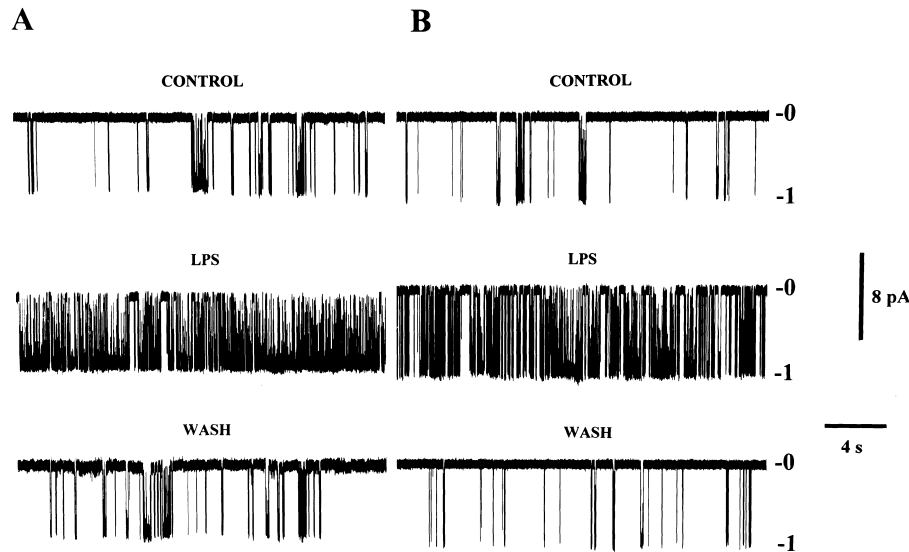 A
B
CONTROL
CONTROL
-0
-1
LPS
LPS
-0
8 pA
-1
WASH
WASH
4 s
-0
-1